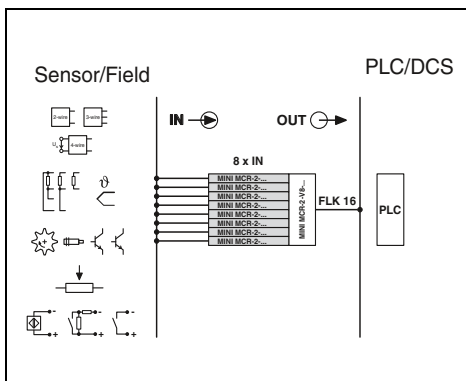 Sensor/Field
PLC/DCS
2-wire
3-wire
Us
4-wire
ϑ
IN
OUT
8 x IN
MINI MCR-2-...
MINI MCR-2-...
MINI MCR-2-...
MINI MCR-2-...
MINI MCR-2-...
MINI MCR-2-...
MINI MCR-2-...
MINI MCR-2-...
MINI MCR-2-V8-...
FLK 16
PLC